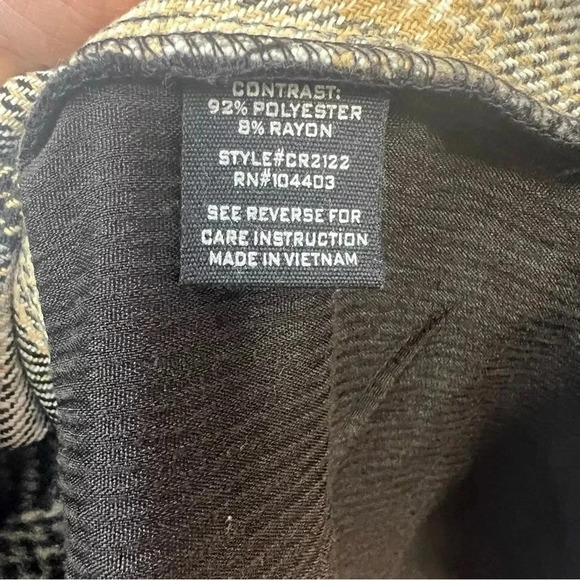 CONTRAST:
92% POLYESTER
8% RAYON
STYLE#CR2122
RN#104403
SEE REVERSE FOR
CARE INSTRUCTION
MADE IN VIETNAM